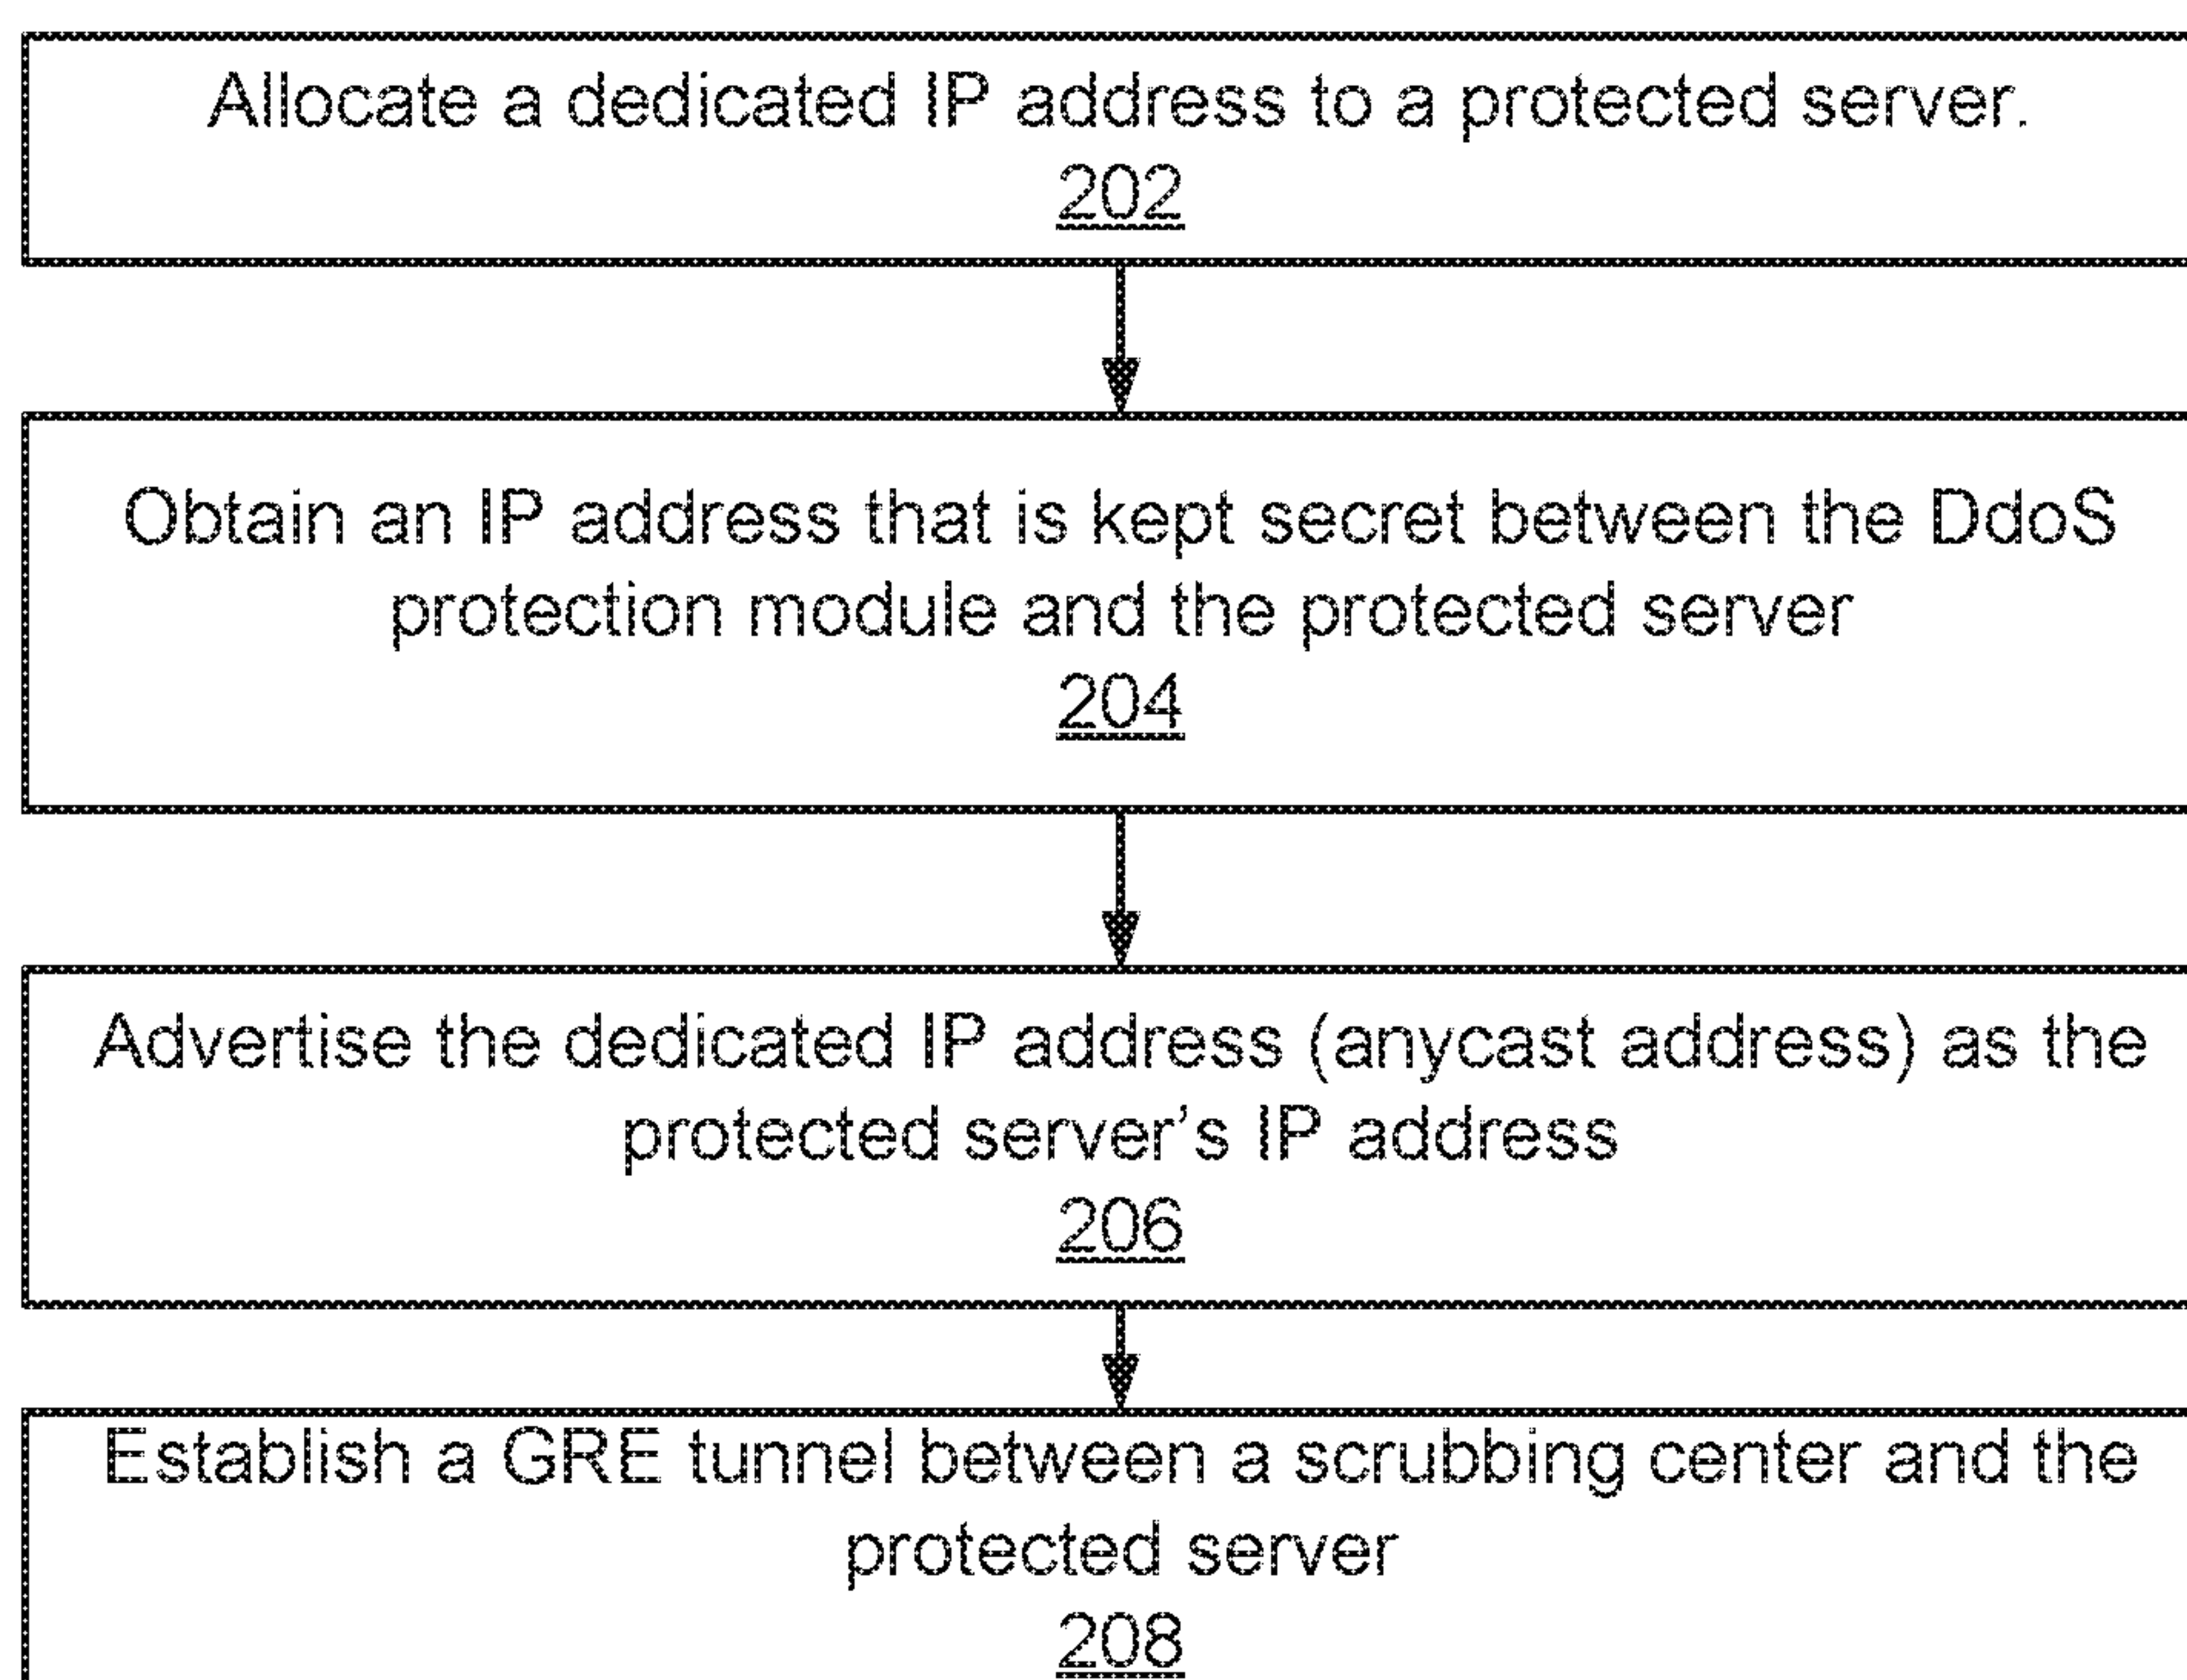 Allocate a dedicated IP address to a protected server.
202
Obtain an IP address that is kept secret between the DdoS
protection module and the protected server
204
Advertise the dedicated IP address (anycast address) as the
protected server’s IP address
206
Establish a GRE tunnel between a scrubbing center and the
protected server
208